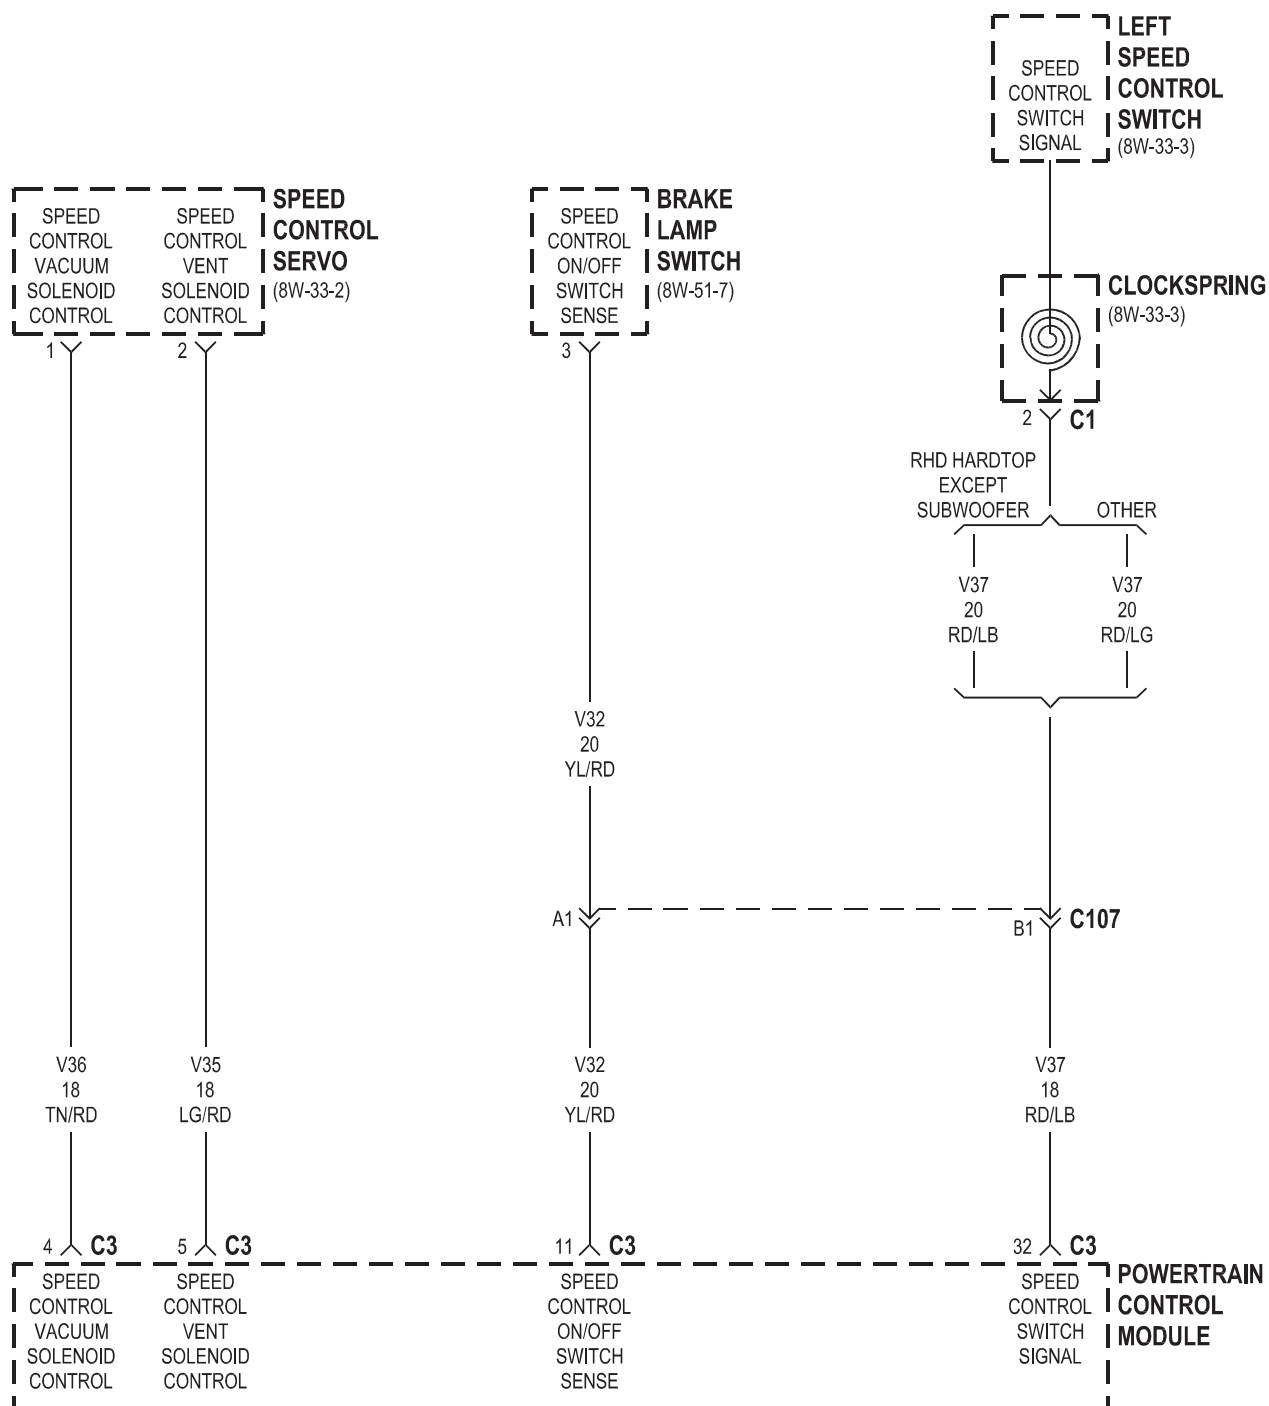 LEFT
SPEED
CONTROL
SWITCH
(8W-33-3)
SPEED
CONTROL
SWITCH
SIGNAL
SPEED
CONTROL
VACUUM
SOLENOID
CONTROL
SPEED
CONTROL
VENT
SOLENOID
CONTROL
SPEED
CONTROL
SERVO
(8W-33-2)
1
2
SPEED
CONTROL
ON/OFF
SWITCH
SENSE
BRAKE
LAMP
SWITCH
(8W-51-7)
3
CLOCKSPRING
(8W-33-3)
2
C1
RHD HARDTOP
EXCEPT
SUBWOOFER
OTHER
V37
20
RD/LB
V37
20
RD/LG
V32
20
YL/RD
A1
B1
C107
V36
18
TN/RD
V35
18
LG/RD
V32
20
YL/RD
V37
18
RD/LB
4
C3
5
C3
11
C3
32
C3
SPEED
CONTROL
VACUUM
SOLENOID
CONTROL
SPEED
CONTROL
VENT
SOLENOID
CONTROL
SPEED
CONTROL
ON/OFF
SWITCH
SENSE
SPEED
CONTROL
SWITCH
SIGNAL
POWERTRAIN
CONTROL
MODULE